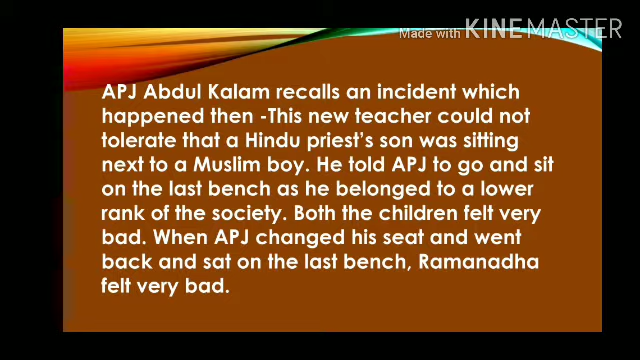 Made with KINEMASTER
APJ Abdul Kalam recalls an incident which
happened then -This new teacher could not
tolerate that a Hindu priest's son was sitting
next to a Muslim boy. He told APJ to go and sit
on the last bench as he belonged to a lower
rank of the society. Both the children felt very
bad. When APJ changed his seat and went
back and sat on the last bench, Ramanadha
felt very bad.